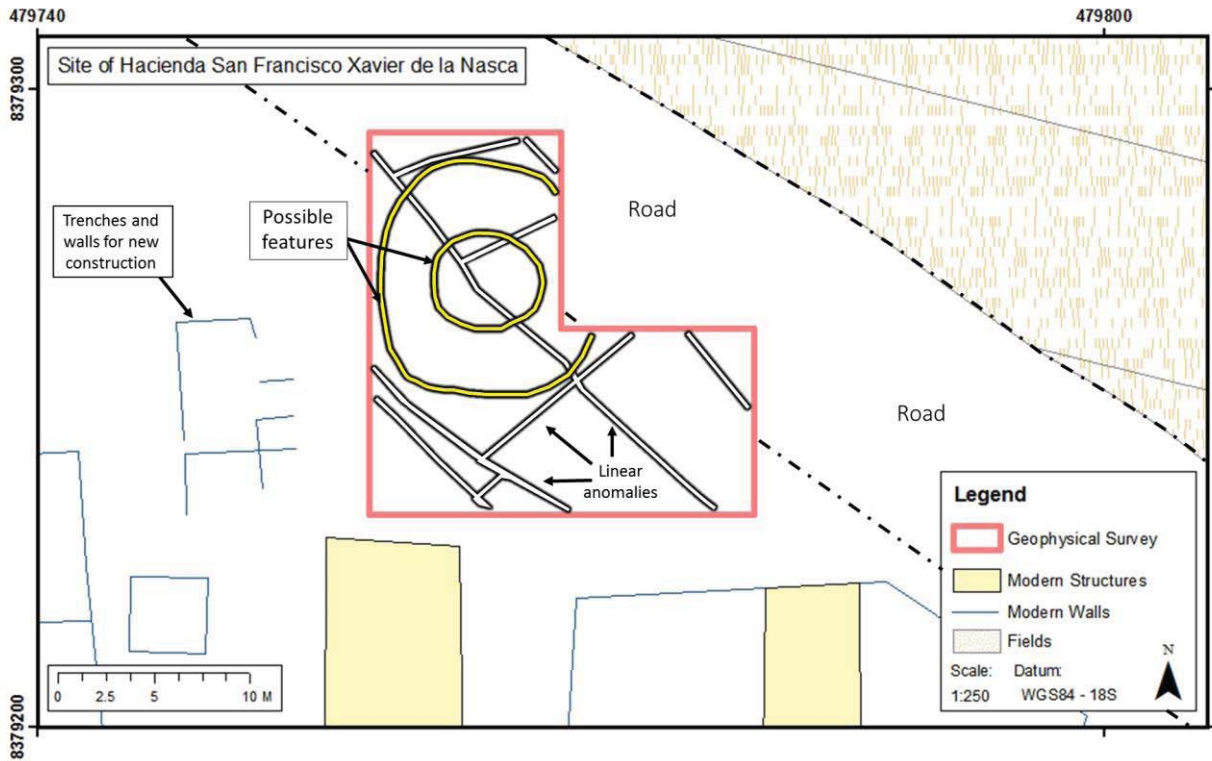 479740
479800
8379300
Site of Hacienda San Francisco Xavier de la Nasca
Trenches and
walls for new
construction
Possible
features
Road
Road
Linear
anomalies
Legend
Geophysical Survey
Modern Structures
Modern Walls
Fields
N
Scale: Datum:
1:250 WGS84 - 18S
0 2.5 5 10 M
8379200